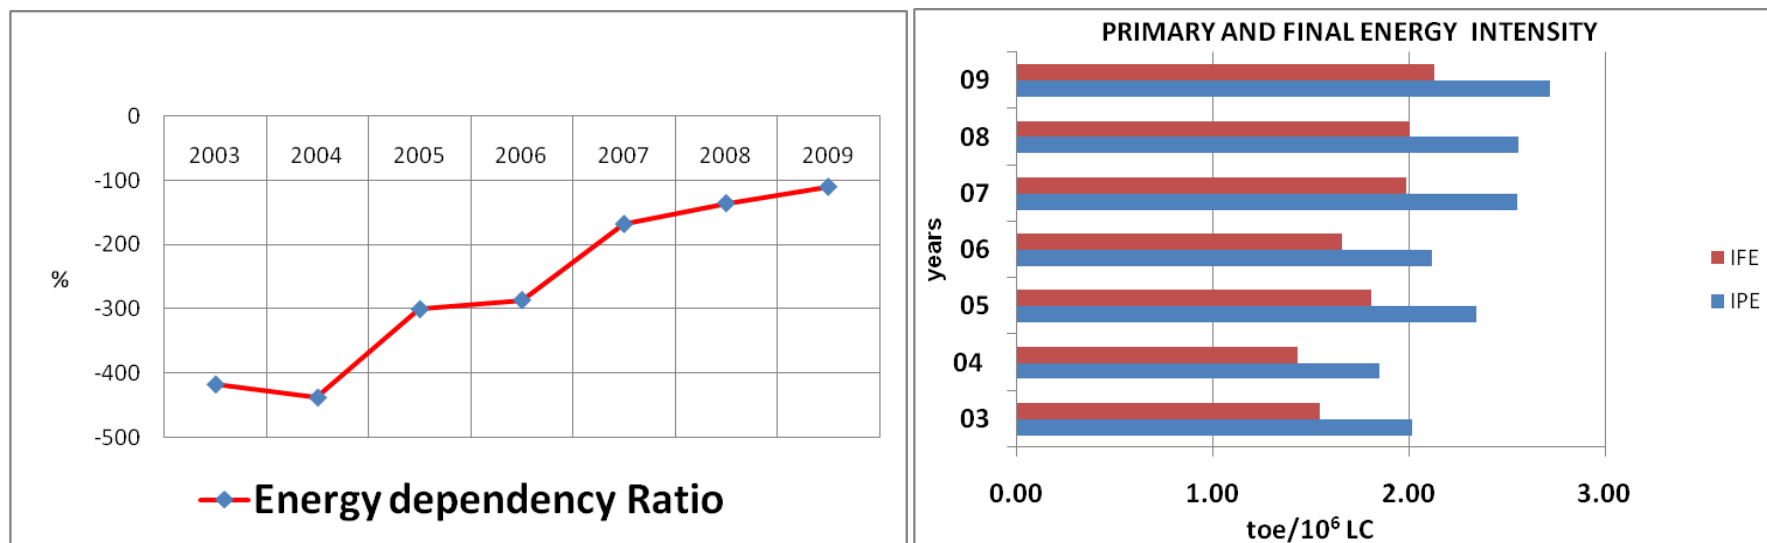 0
2003 2004 2005 2006 2007 2008 2009
-100
-200
%
-300
-400
-500
Energy dependency Ratio
PRIMARY AND FINAL ENERGY INTENSITY
09
08
07
06
years
05
04
03
IFE
IPE
0.00 1.00 2.00 3.00
toe/10⁶ LC